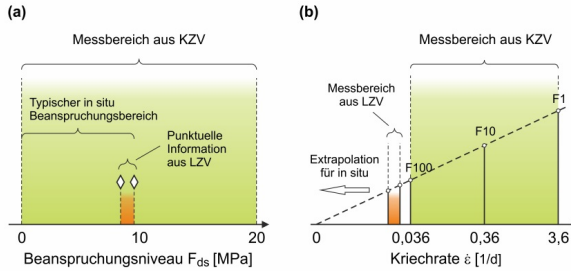 (a)
Messbereich aus KZV
Typischer in situ
Beanspruchungsbereich
Punktuelle
Information
aus LZV
0
10
20
Beanspruchungsniveau F_ds [MPa]
(b)
Messbereich aus KZV
Messbereich
aus LZV
F1
F10
F100
Extrapolation
für in situ
0
0,036
0,36
3,6
Kriechrate ε̇ [1/d]